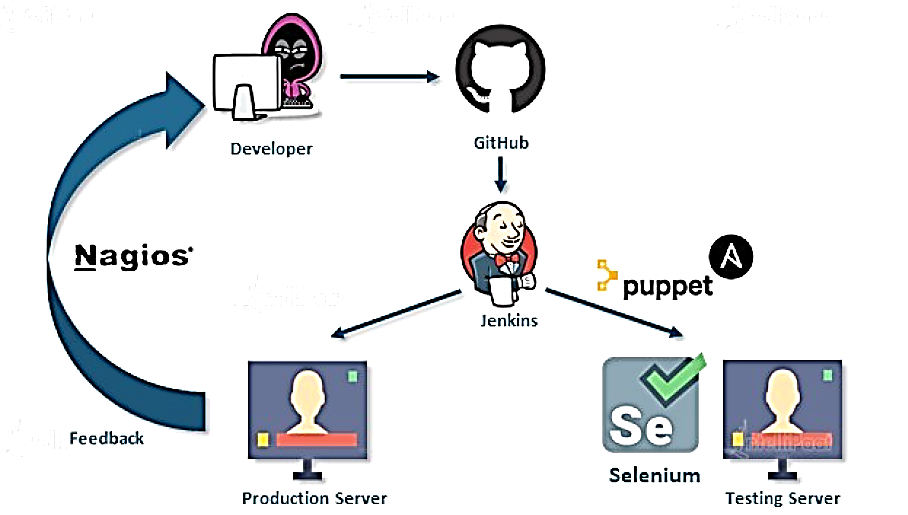 Developer
GitHub
Nagios
puppet
Jenkins
Feedback
Se
Selenium
Production Server
Testing Server